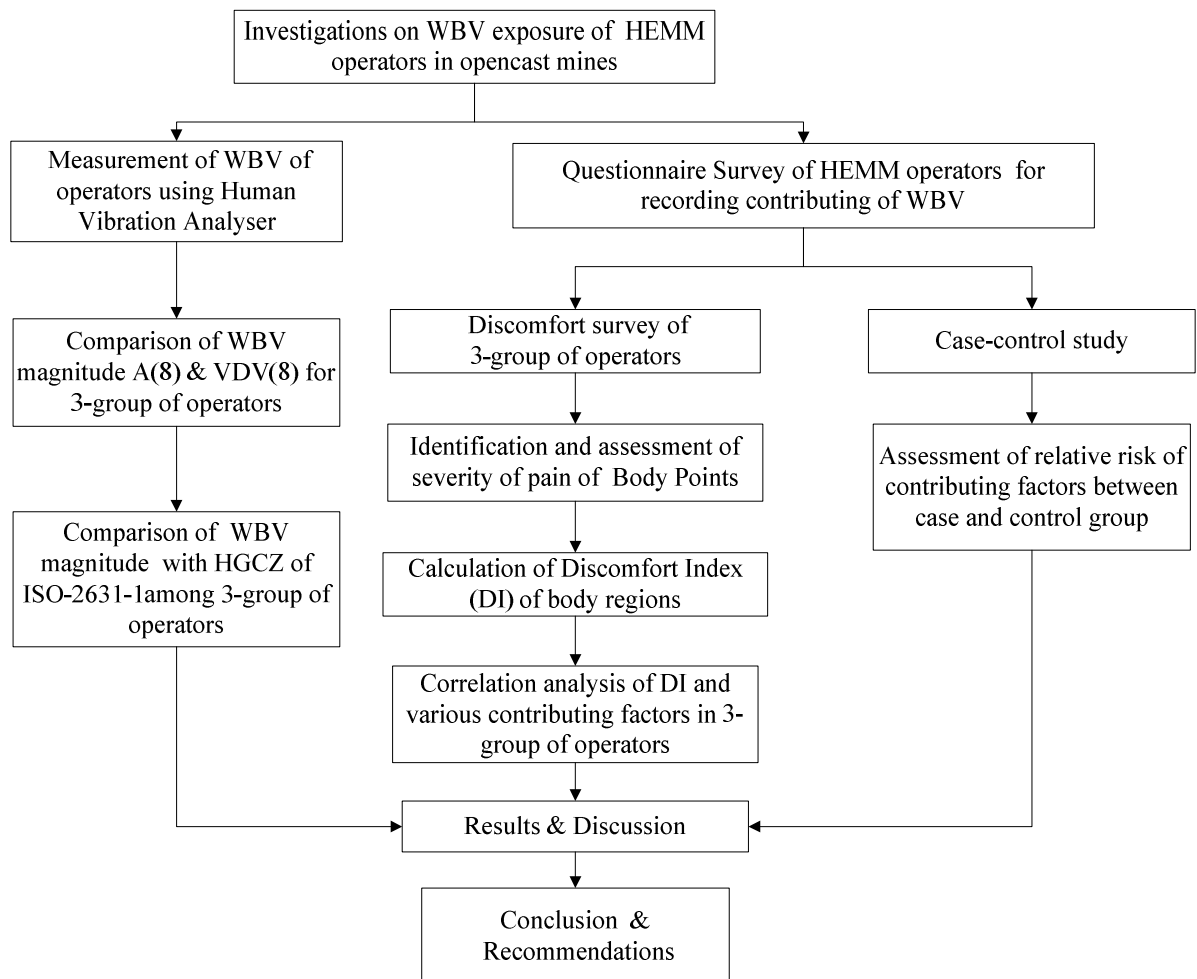 Investigations on WBV exposure of HEMM
operators in opencast mines
Measurement of WBV of
operators using Human
Vibration Analyser
Questionnaire Survey of HEMM operators for
recording contributing of WBV
Comparison of WBV
magnitude A(8) & VDV(8) for
3-group of operators
Discomfort survey of
3-group of operators
Case-control study
Identification and assessment of
severity of pain of Body Points
Assessment of relative risk of
contributing factors between
case and control group
Comparison of WBV
magnitude with HGCZ of
ISO-2631-1among 3-group of
operators
Calculation of Discomfort Index
(DI) of body regions
Correlation analysis of DI and
various contributing factors in 3-
group of operators
Results & Discussion
Conclusion &
Recommendations